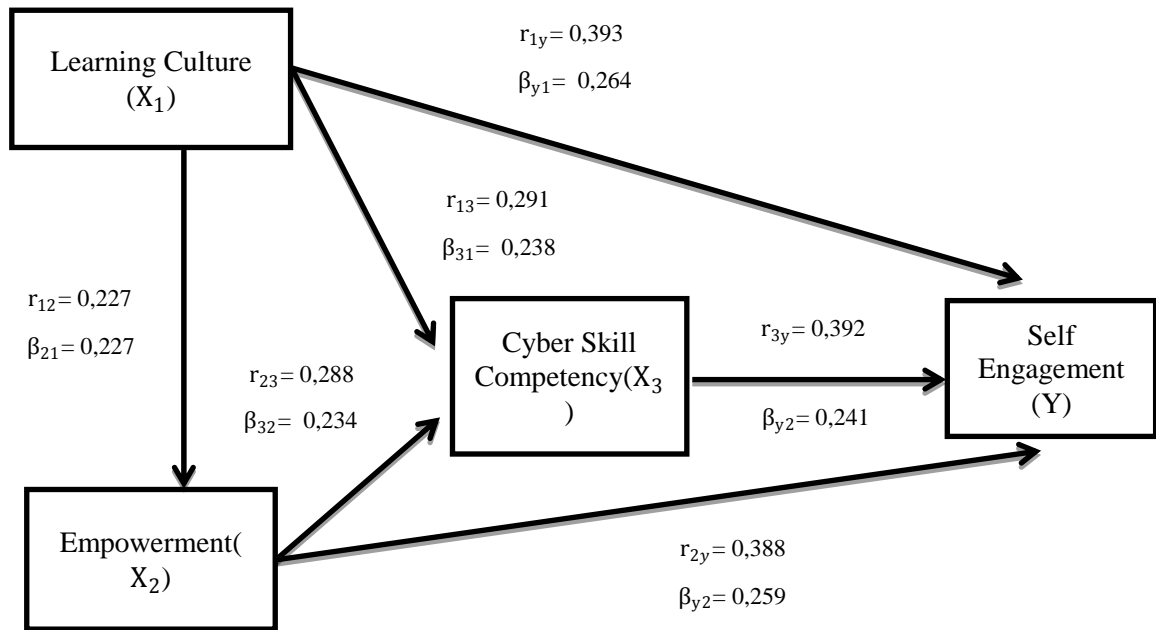 Learning Culture
(X₁)
r₁y= 0,393
βy₁= 0,264
r₁₃= 0,291
β₃₁= 0,238
r₁₂= 0,227
β₂₁= 0,227
r₂₃= 0,288
β₃₂= 0,234
Cyber Skill
Competency(X₃
)
r₃y= 0,392
βy₂= 0,241
Self
Engagement
(Y)
Empowerment(
X₂)
r₂y= 0,388
βy₂= 0,259